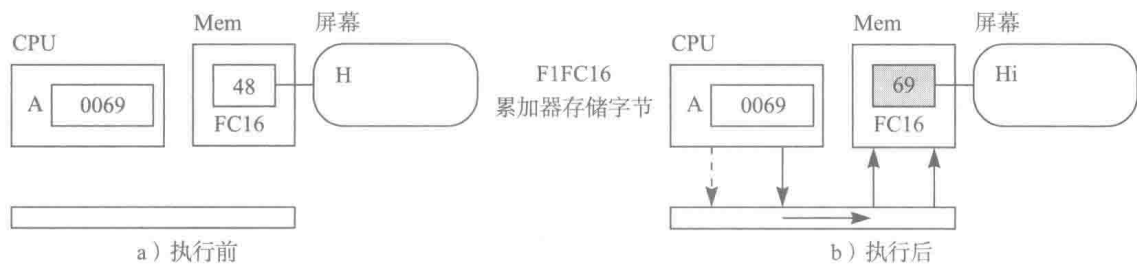 CPU
Mem
屏幕
A
0069
48
FC16
H
a）执行前
F1FC16
累加器存储字节
CPU
Mem
屏幕
A
0069
69
FC16
Hi
b）执行后